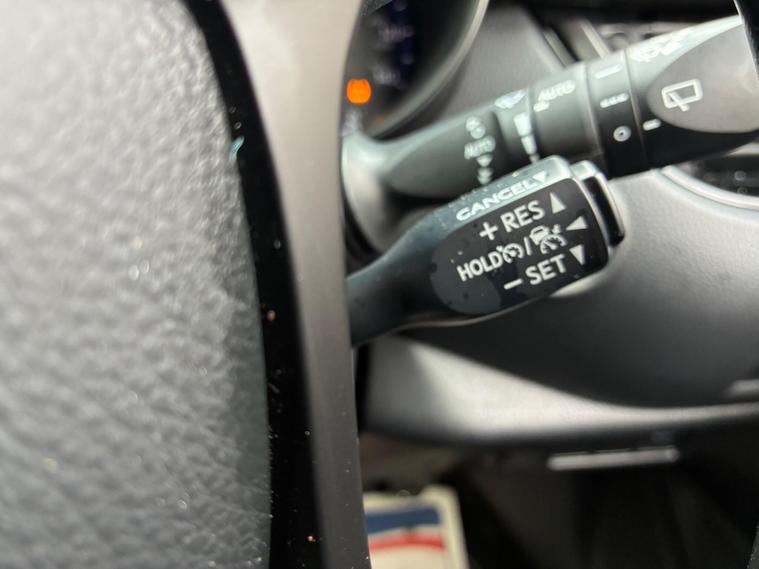 AUTO
AUTO
CANCEL
+ RES
HOLD /
− SET